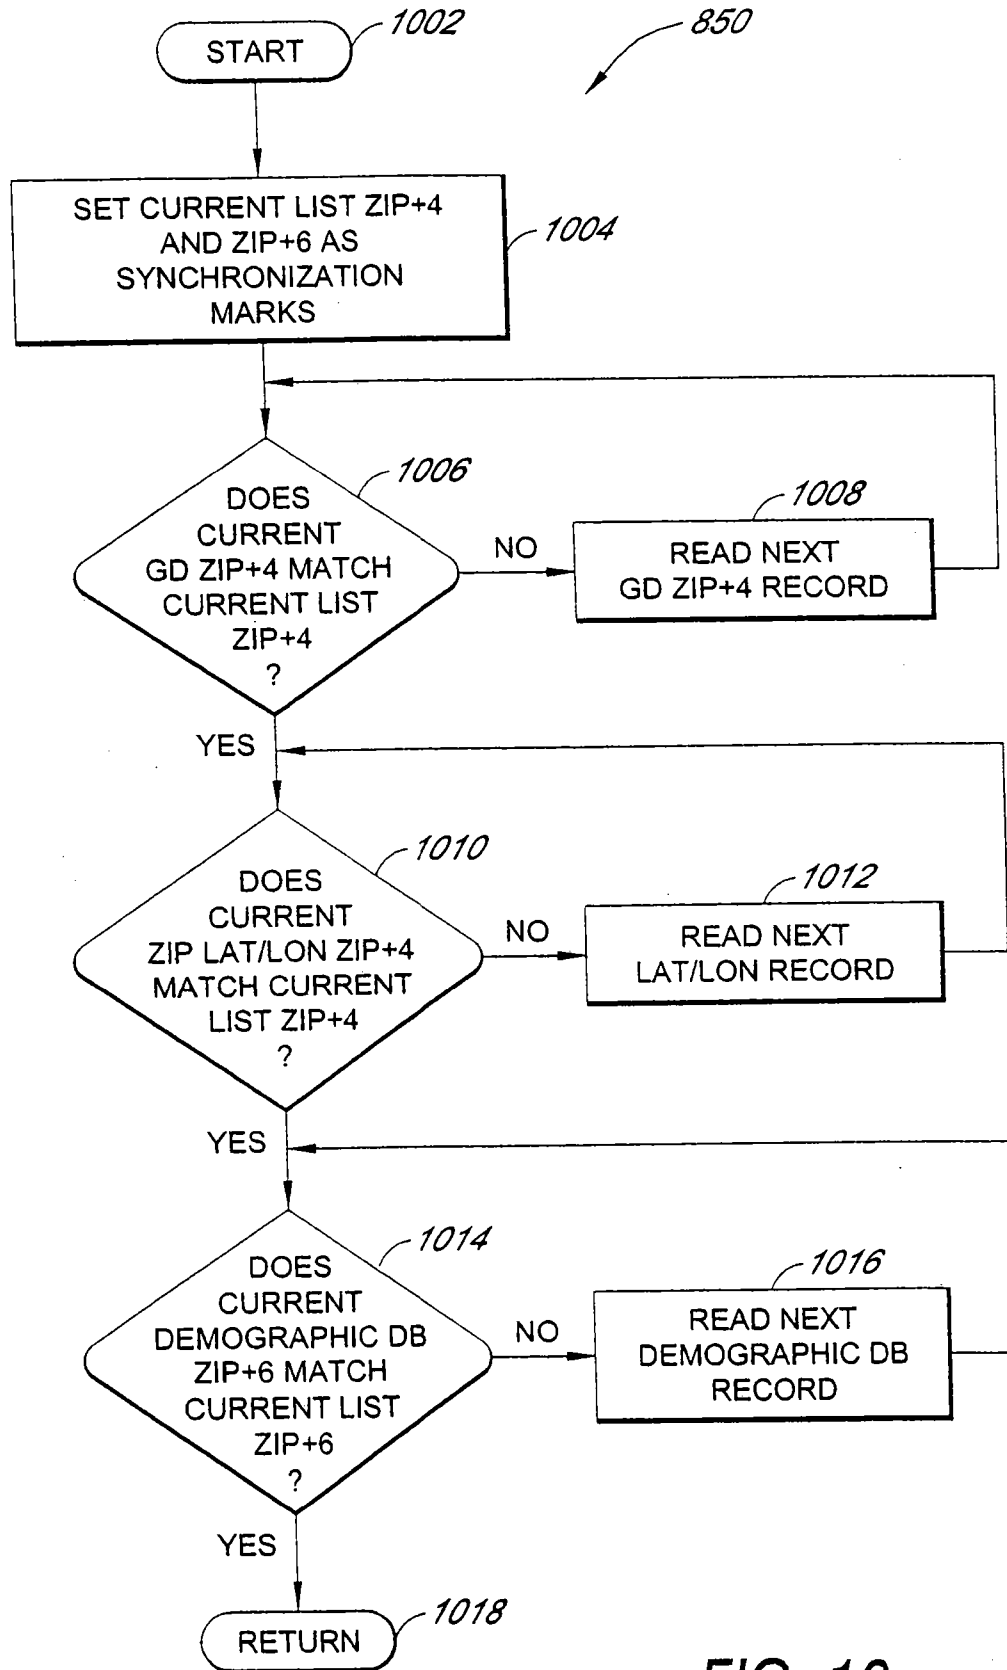 1002
850
START
SET CURRENT LIST ZIP+4
AND ZIP+6 AS
SYNCHRONIZATION
MARKS
1004
1006
DOES
CURRENT
GD ZIP+4 MATCH
CURRENT LIST
ZIP+4
?
NO
1008
READ NEXT
GD ZIP+4 RECORD
YES
1010
DOES
CURRENT
ZIP LAT/LON ZIP+4
MATCH CURRENT
LIST ZIP+4
?
NO
1012
READ NEXT
LAT/LON RECORD
YES
1014
DOES
CURRENT
DEMOGRAPHIC DB
ZIP+6 MATCH
CURRENT LIST
ZIP+6
?
NO
1016
READ NEXT
DEMOGRAPHIC DB
RECORD
YES
1018
RETURN